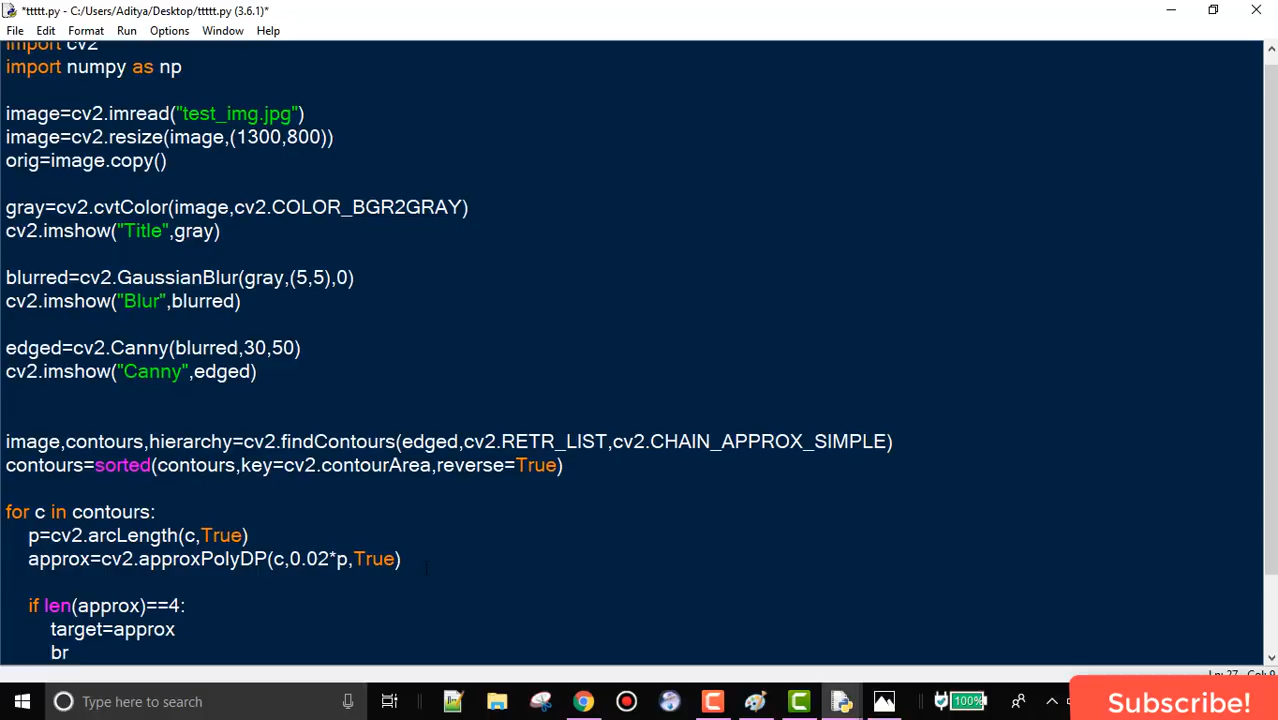 *ttttt.py - C:/Users/Aditya/Desktop/ttttt.py (3.6.1)*
File Edit Format Run Options Window Help
import cv2
import numpy as np
image=cv2.imread("test_img.jpg")
image=cv2.resize(image,(1300,800))
orig=image.copy()
gray=cv2.cvtColor(image,cv2.COLOR_BGR2GRAY)
cv2.imshow("Title",gray)
blurred=cv2.GaussianBlur(gray,(5,5),0)
cv2.imshow("Blur",blurred)
edged=cv2.Canny(blurred,30,50)
cv2.imshow("Canny",edged)
image,contours,hierarchy=cv2.findContours(edged,cv2.RETR_LIST,cv2.CHAIN_APPROX_SIMPLE)
contours=sorted(contours,key=cv2.contourArea,reverse=True)
for c in contours:
p=cv2.arcLength(c,True)
approx=cv2.approxPolyDP(c,0.02*p,True)
if len(approx)==4:
target=approx
br
Type here to search
100%
Subscribe!